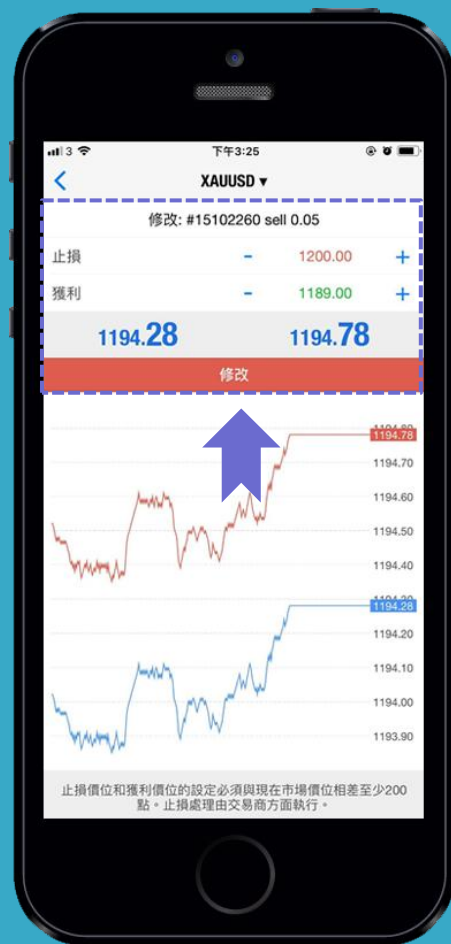 3
下午3:25
XAUUSD ▾
修改: #15102260 sell 0.05
止損 - 1200.00 +
獲利 - 1189.00 +
1194.28 1194.78
修改
1194.78
1194.70
1194.60
1194.50
1194.40
1194.28
1194.20
1194.10
1194.00
1193.90
止損價位和獲利價位的設定必須與現在市場價位相差至少200
點。止損處理由交易商方面執行。